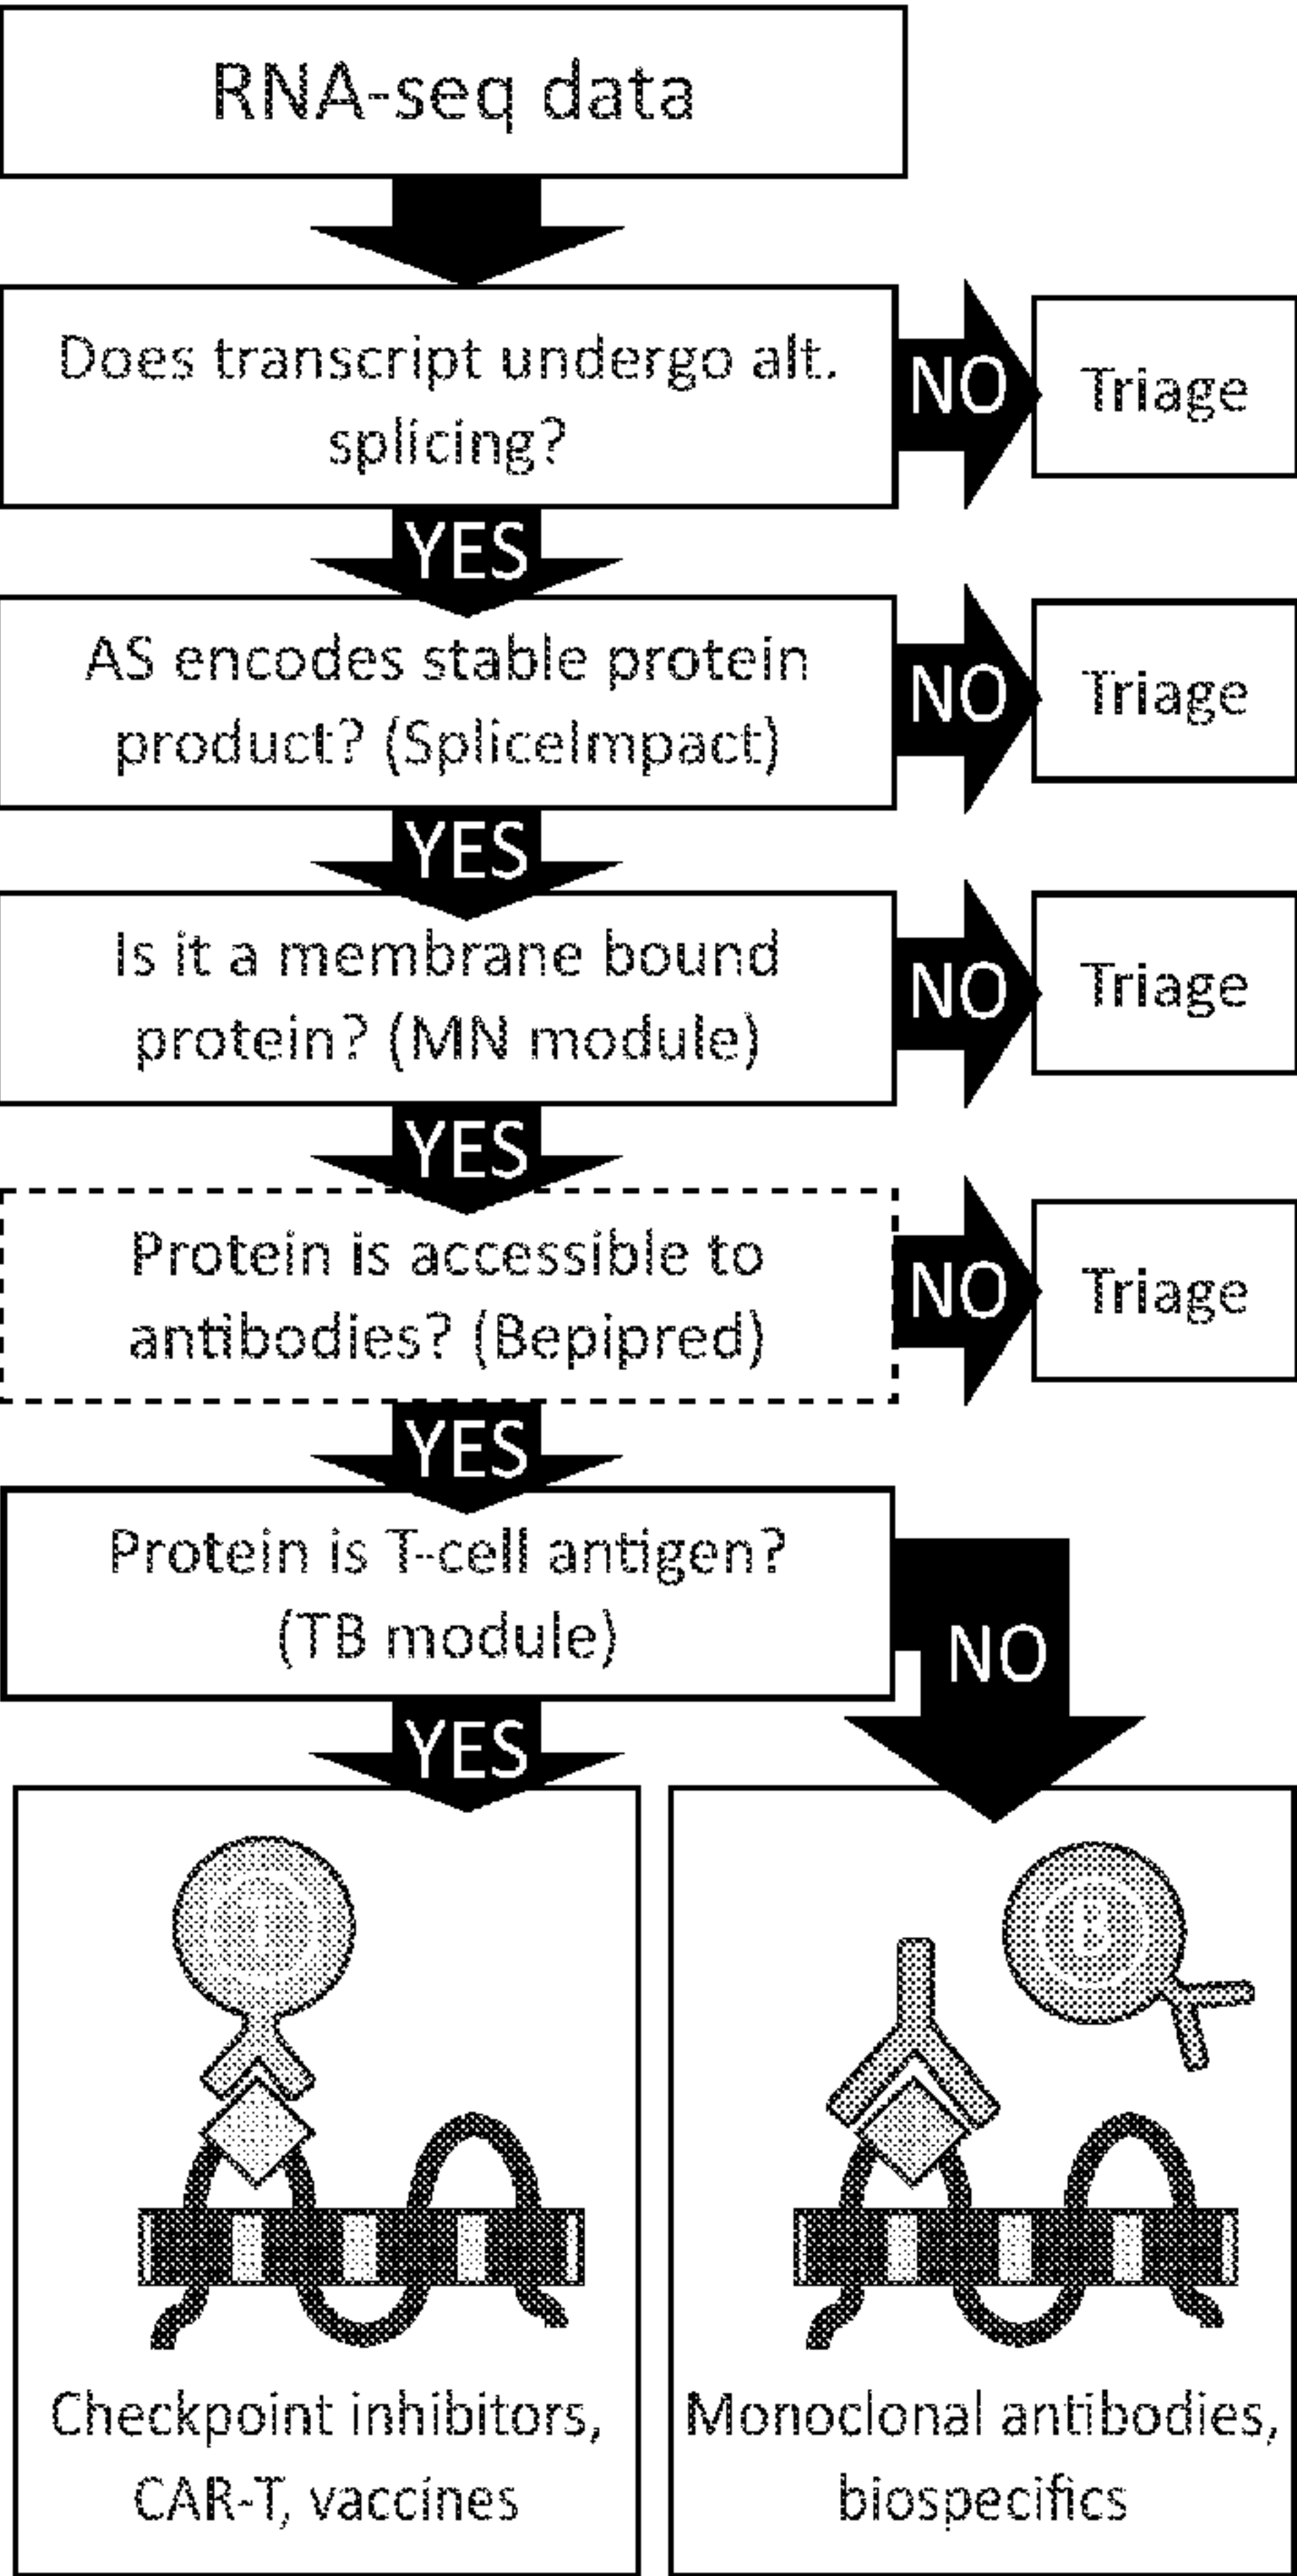 RNA-seq data
Does transcript undergo alt.
splicing?
NO
Triage
YES
AS encodes stable protein
product? (SpliceImpact)
NO
Triage
YES
Is it a membrane bound
protein? (MN module)
NO
Triage
YES
Protein is accessible to
antibodies? (Bepipred)
NO
Triage
YES
Protein is T-cell antigen?
(TB module)
NO
YES
T
B
Checkpoint inhibitors,
CAR-T, vaccines
Monoclonal antibodies,
biospecifics